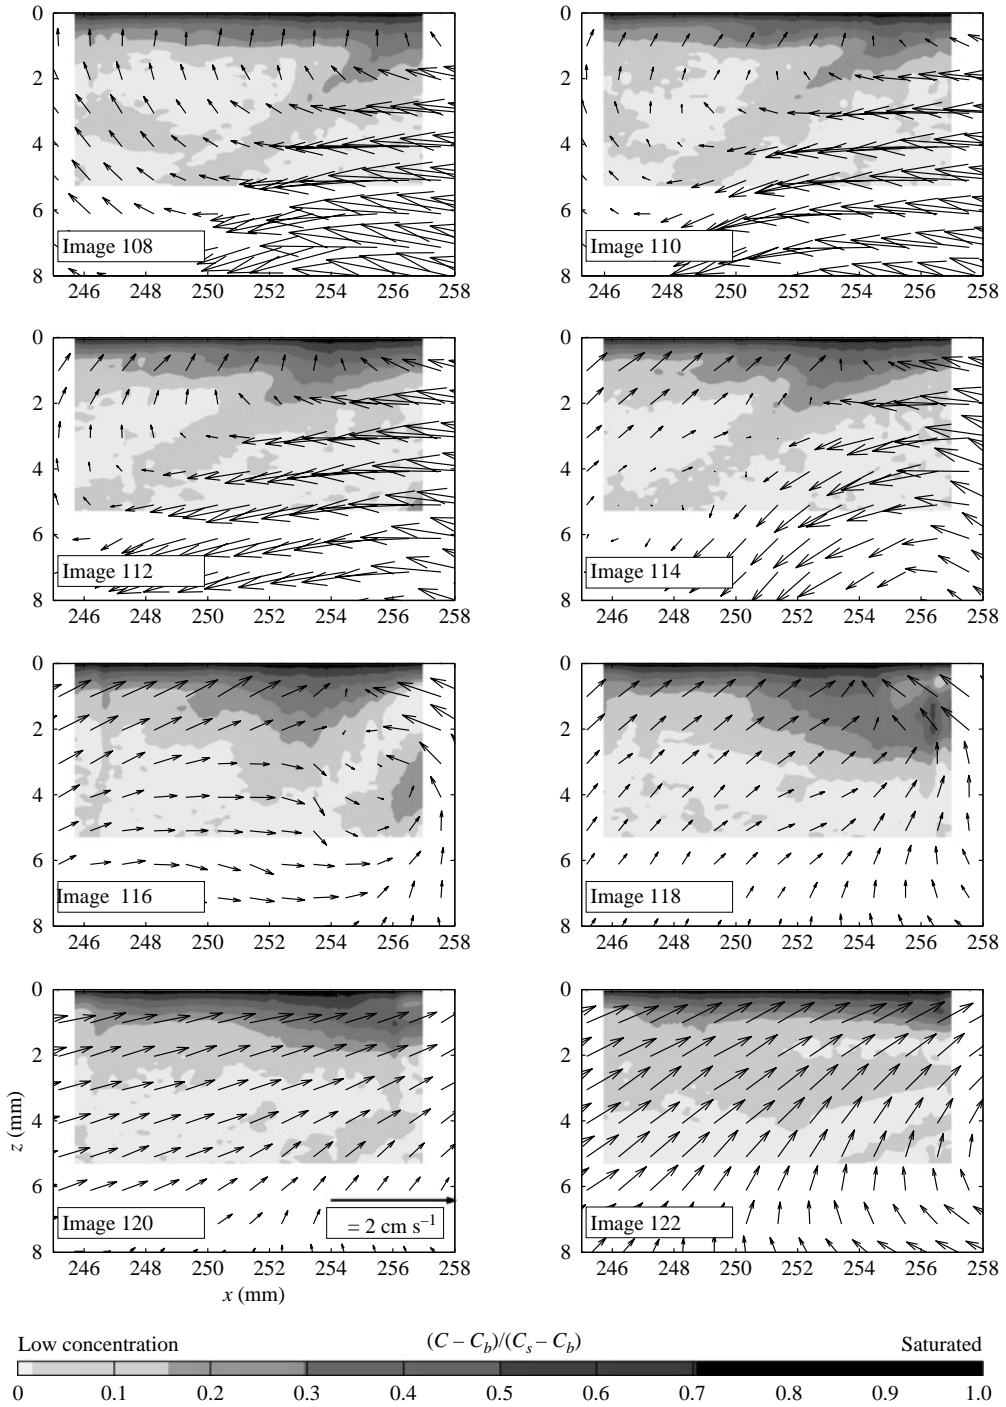 0
2
4
6
8
246 248 250 252 254 256 258
Image 108
0
2
4
6
8
246 248 250 252 254 256 258
Image 110
0
2
4
6
8
246 248 250 252 254 256 258
Image 112
0
2
4
6
8
246 248 250 252 254 256 258
Image 114
0
2
4
6
8
246 248 250 252 254 256 258
Image 116
0
2
4
6
8
246 248 250 252 254 256 258
Image 118
0
2
4
6
8
z (mm)
Image 120
= 2 cm s⁻¹
246 248 250 252 254 256 258
x (mm)
0
2
4
6
8
Image 122
246 248 250 252 254 256 258
Low concentration (C – C_b)/(C_s – C_b) Saturated
0 0.1 0.2 0.3 0.4 0.5 0.6 0.7 0.8 0.9 1.0